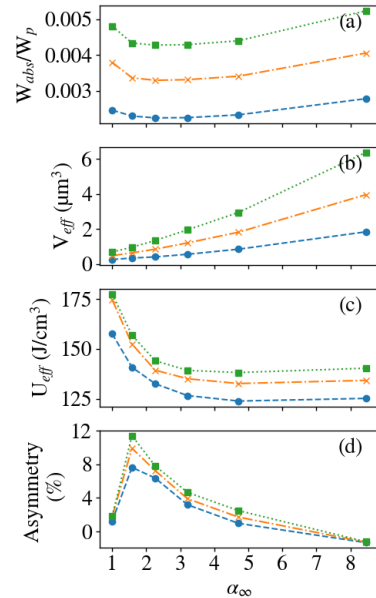 (a)
0.005
0.004
0.003
W_abs/W_p
(b)
6
4
2
0
V_eff (μm³)
(c)
175
150
125
U_eff (J/cm³)
(d)
12
8
4
0
Asymmetry
(%)
1 2 3 4 5 6 7 8
α∞